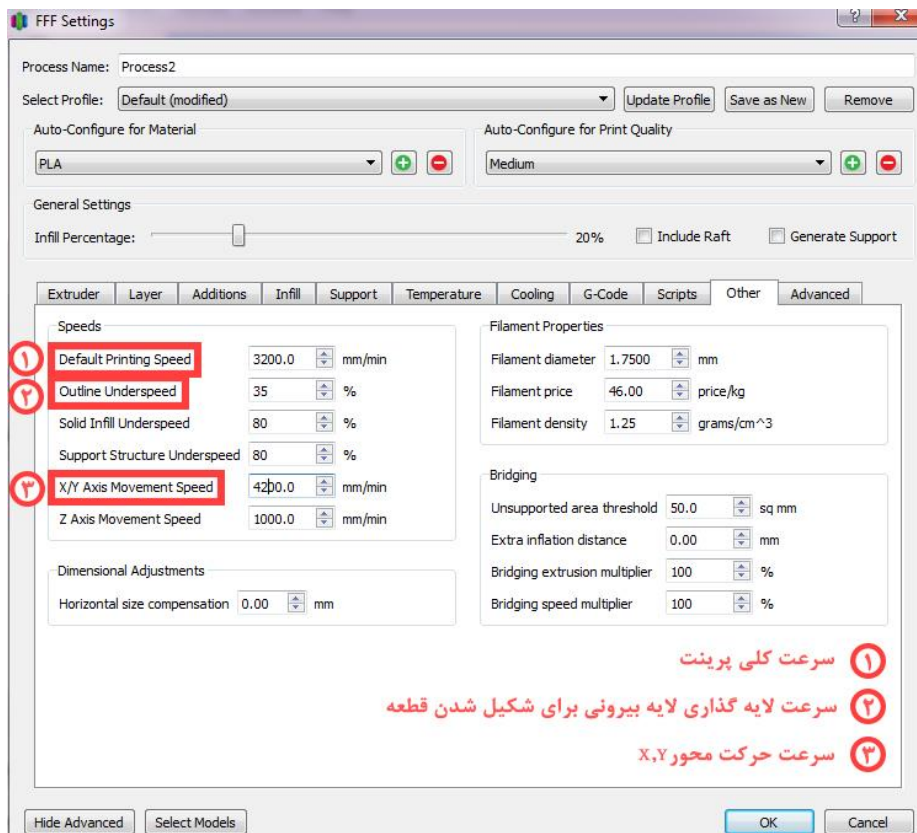 FFF Settings
Process Name: Process2
Select Profile: Default (modified) Update Profile Save as New Remove
Auto-Configure for Material
PLA
Auto-Configure for Print Quality
Medium
General Settings
Infill Percentage: 20% Include Raft Generate Support
Extruder Layer Additions Infill Support Temperature Cooling G-Code Scripts Other Advanced
Speeds
۱ Default Printing Speed 3200.0 mm/min
۲ Outline Underspeed 35 %
Solid Infill Underspeed 80 %
Support Structure Underspeed 80 %
۳ X/Y Axis Movement Speed 4200.0 mm/min
Z Axis Movement Speed 1000.0 mm/min
Dimensional Adjustments
Horizontal size compensation 0.00 mm
Filament Properties
Filament diameter 1.7500 mm
Filament price 46.00 price/kg
Filament density 1.25 grams/cm^3
Bridging
Unsupported area threshold 50.0 sq mm
Extra inflation distance 0.00 mm
Bridging extrusion multiplier 100 %
Bridging speed multiplier 100 %
۱ سرعت کلی پرینت
۲ سرعت لایه گذاری لایه بیرونی برای شکیل شدن قطعه
۳ سرعت حرکت محور X,Y
Hide Advanced Select Models OK Cancel